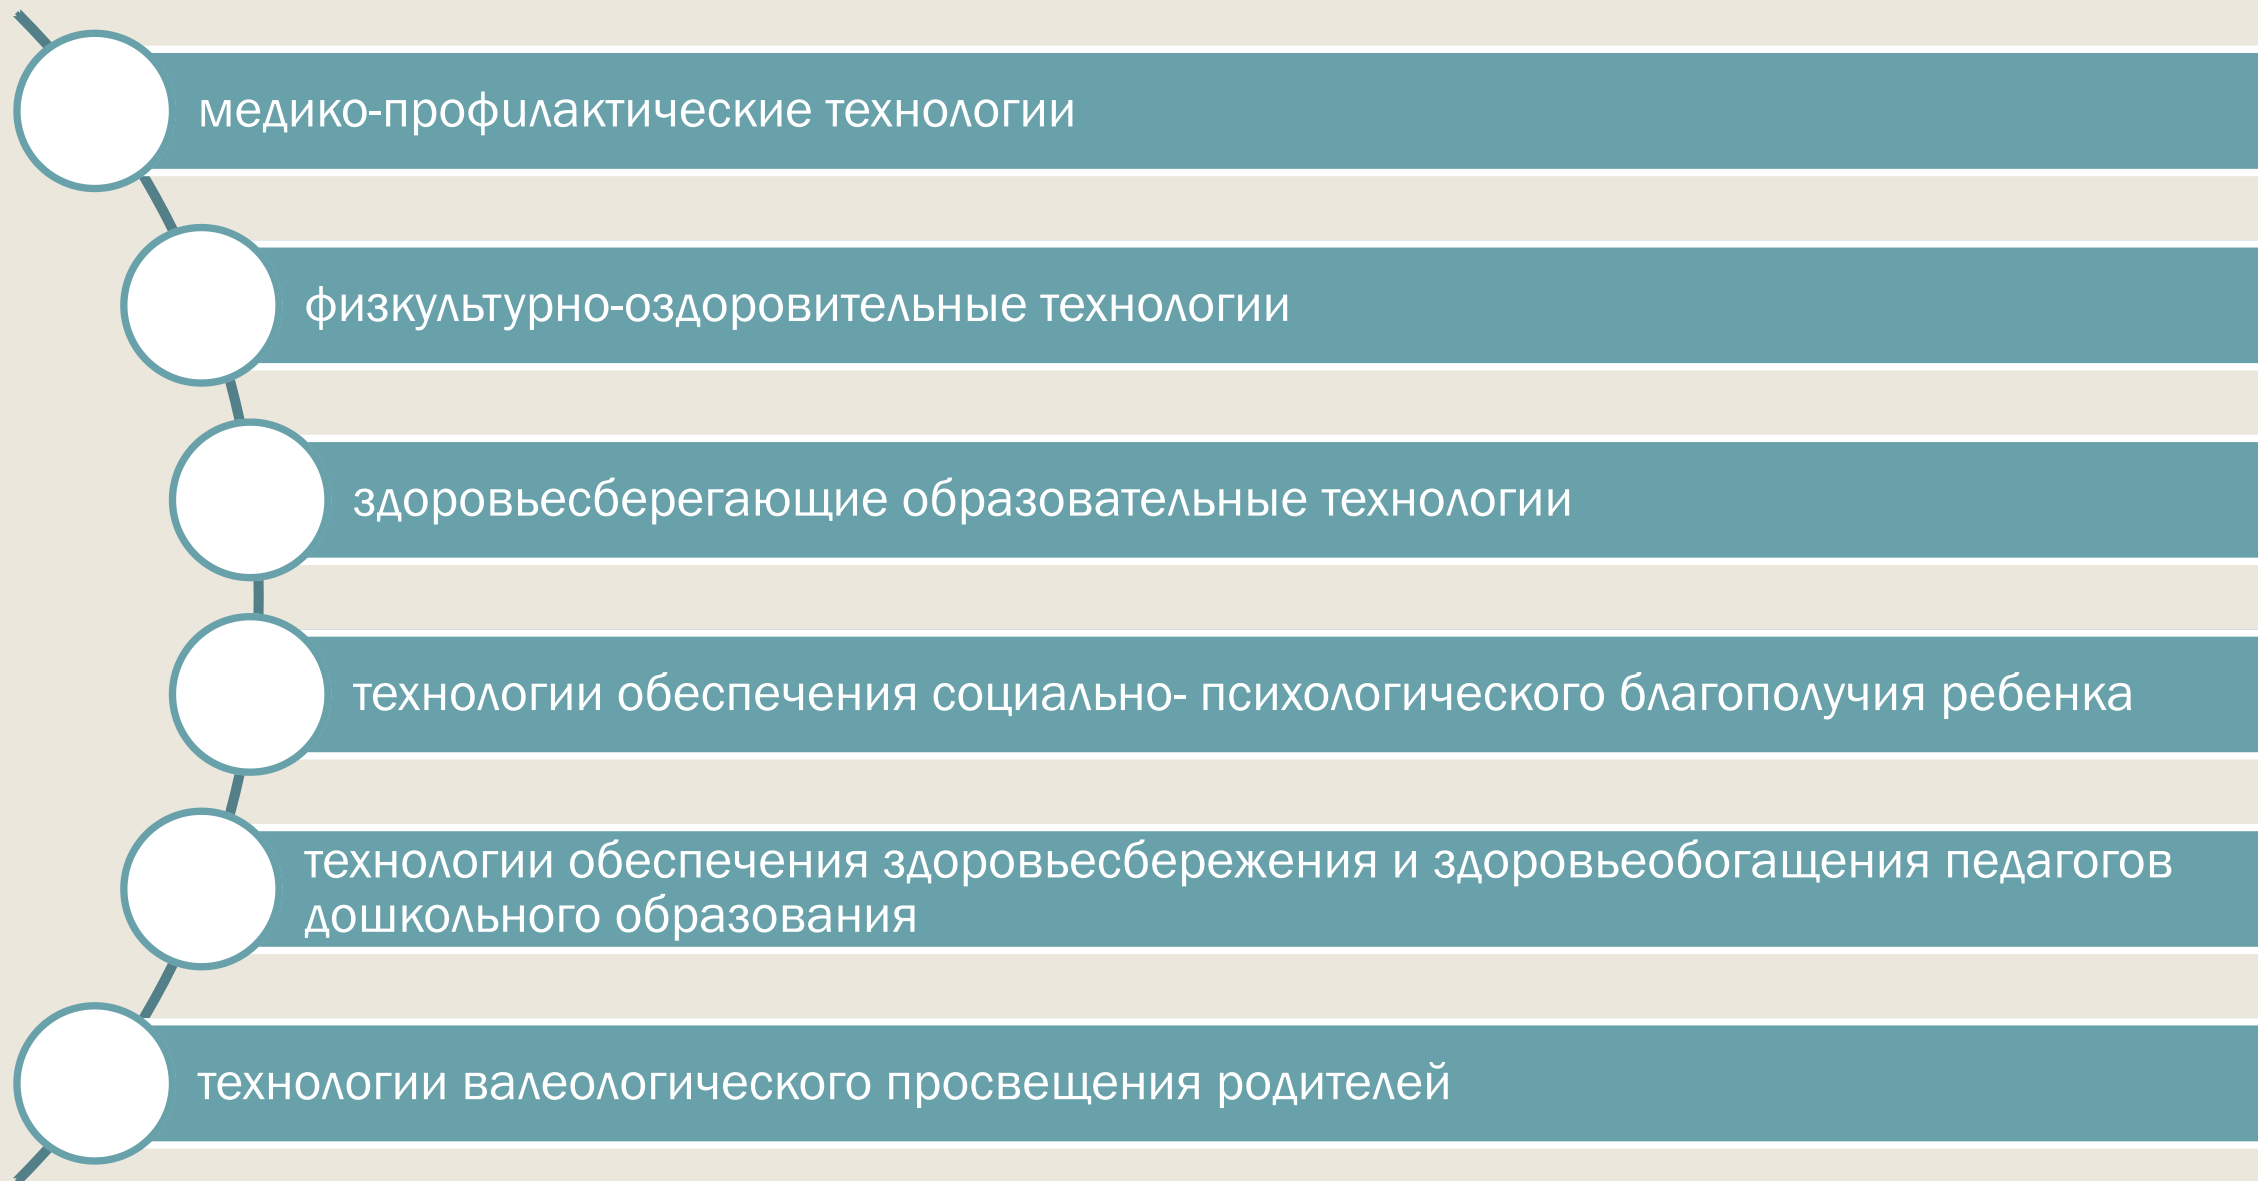 медико-профилактические технологии
физкультурно-оздоровительные технологии
здоровьесберегающие образовательные технологии
технологии обеспечения социально- психологического благополучия ребенка
технологии обеспечения здоровьесбережения и здоровьеобогащения педагогов
дошкольного образования
технологии валеологического просвещения родителей